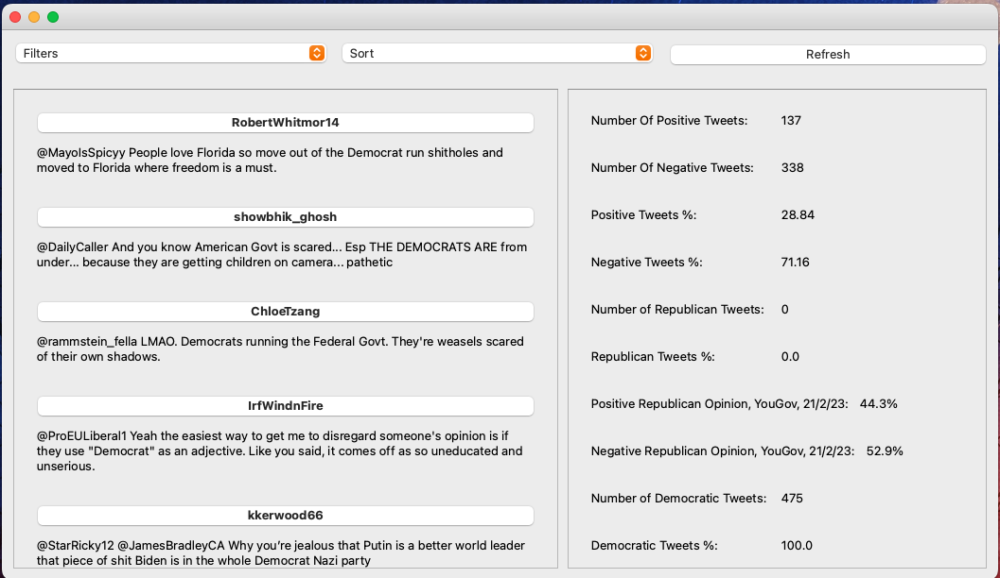 Filters Sort Refresh
RobertWhitmor14
@MayoIsSpicyy People love Florida so move out of the Democrat run shitholes and
moved to Florida where freedom is a must.
showbhik_ghosh
@DailyCaller And you know American Govt is scared... Esp THE DEMOCRATS ARE from
under... because they are getting children on camera... pathetic
ChloeTzang
@rammstein_fella LMAO. Democrats running the Federal Govt. They're weasels scared
of their own shadows.
IrfWindnFire
@ProEULiberal1 Yeah the easiest way to get me to disregard someone's opinion is if
they use "Democrat" as an adjective. Like you said, it comes off as so uneducated and
unserious.
kkerwood66
@StarRicky12 @JamesBradleyCA Why you're jealous that Putin is a better world leader
that piece of shit Biden is in the whole Democrat Nazi party
Number Of Positive Tweets: 137
Number Of Negative Tweets: 338
Positive Tweets %: 28.84
Negative Tweets %: 71.16
Number of Republican Tweets: 0
Republican Tweets %: 0.0
Positive Republican Opinion, YouGov, 21/2/23: 44.3%
Negative Republican Opinion, YouGov, 21/2/23: 52.9%
Number of Democratic Tweets: 475
Democratic Tweets %: 100.0